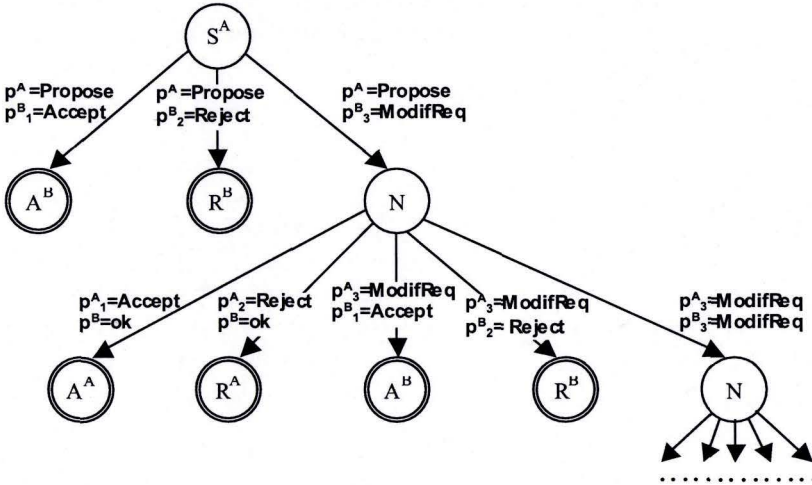 S^A
p^A=Propose
p^B_1=Accept
p^A=Propose
p^B_2=Reject
p^A=Propose
p^B_3=ModifReq
A^B
R^B
N
p^A_1=Accept
p^B=ok
p^A_2=Reject
p^B=ok
p^A_3=ModifReq
p^B_1=Accept
p^A_3=ModifReq
p^B_2= Reject
p^A_3=ModifReq
p^B_3=ModifReq
A^A
R^A
A^B
R^B
N